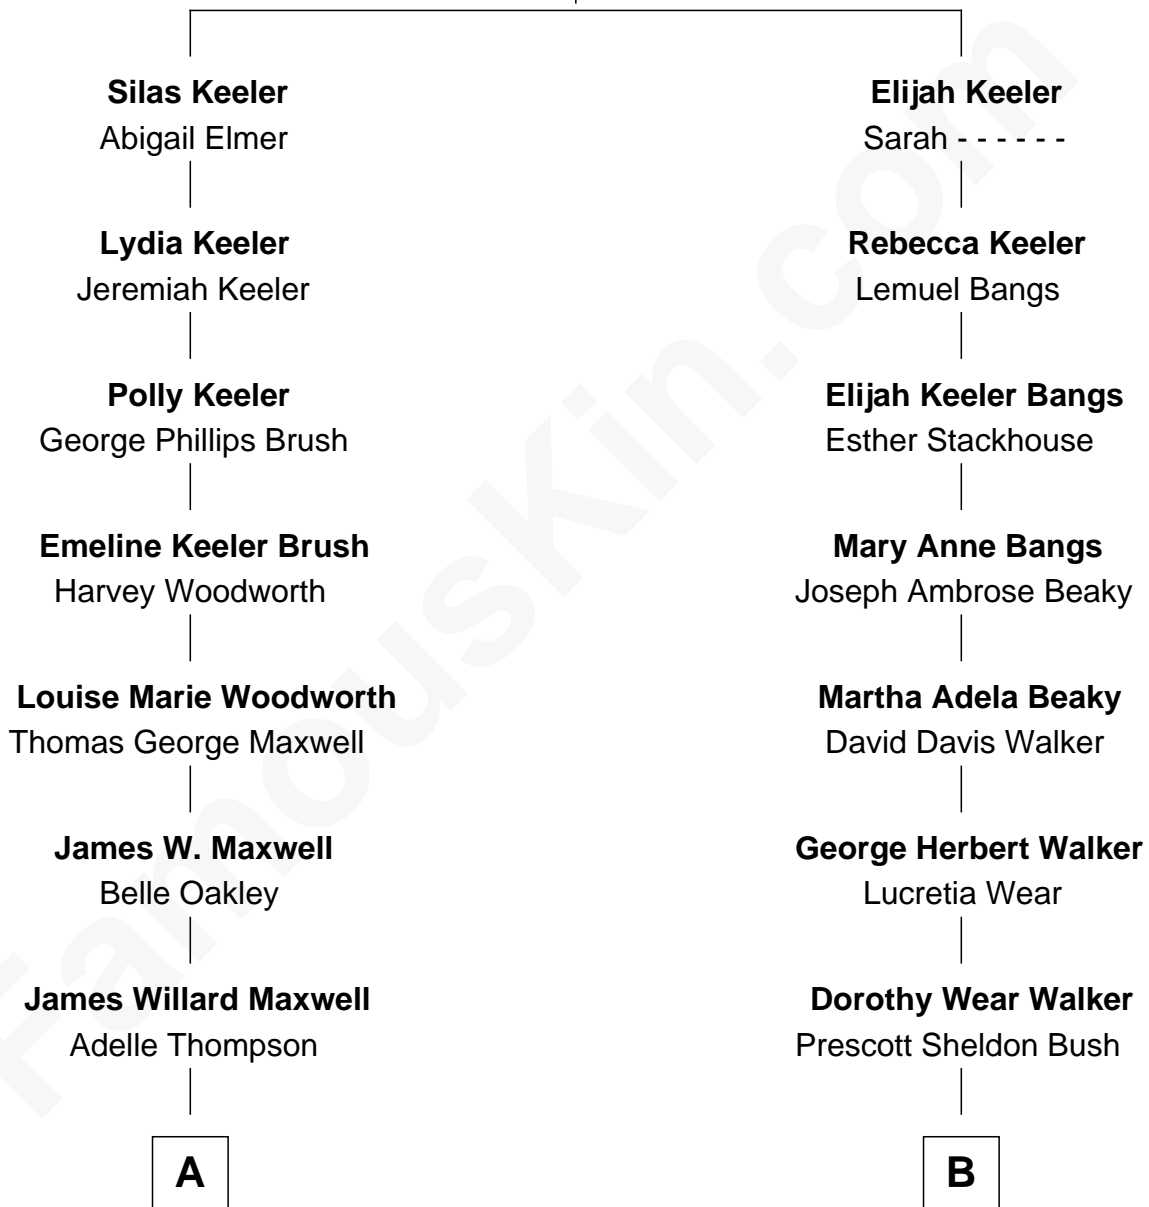 Silas Keeler
Abigail Elmer
Lydia Keeler
Jeremiah Keeler
Polly Keeler
George Phillips Brush
Emeline Keeler Brush
Harvey Woodworth
Louise Marie Woodworth
Thomas George Maxwell
James W. Maxwell
Belle Oakley
James Willard Maxwell
Adelle Thompson
A
Elijah Keeler
Sarah - - - - - -
Rebecca Keeler
Lemuel Bangs
Elijah Keeler Bangs
Esther Stackhouse
Mary Anne Bangs
Joseph Ambrose Beaky
Martha Adela Beaky
David Davis Walker
George Herbert Walker
Lucretia Wear
Dorothy Wear Walker
Prescott Sheldon Bush
B
FamousKin.com